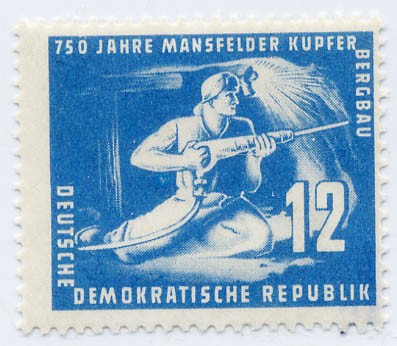 750 JAHRE MANSFELDER KUPFER
BERGBAU
12
DEUTSCHE
DEMOKRATISCHE REPUBLIK